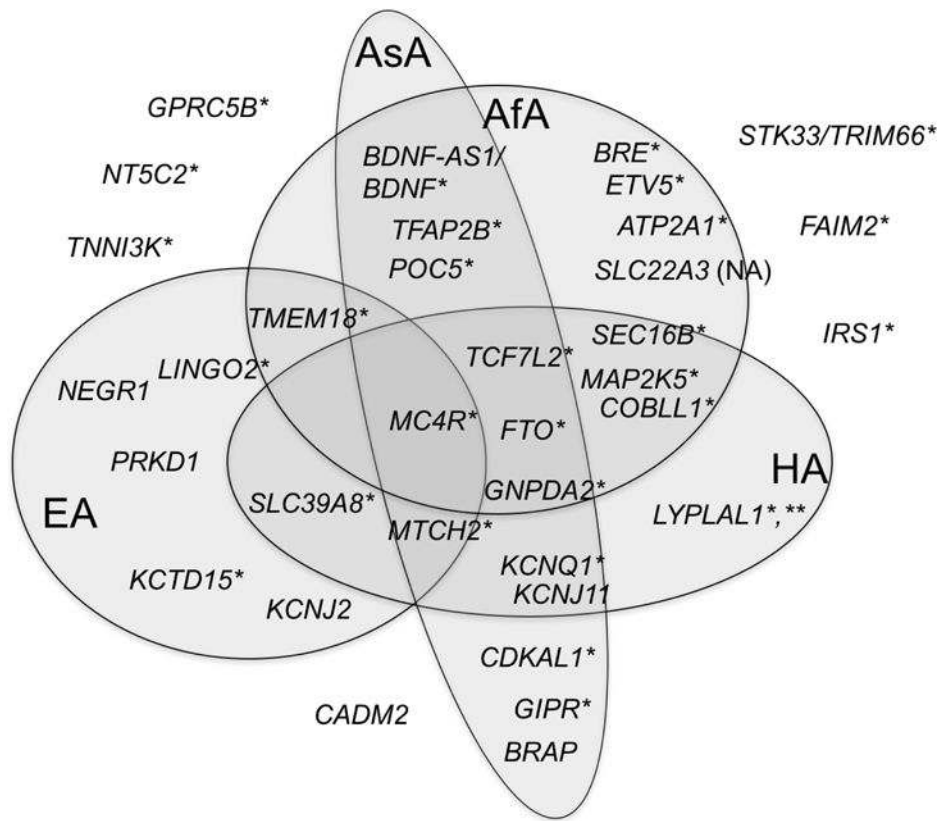 AsA
GPRC5B*
AfA
STK33/TRIM66*
BDNF-AS1/
BDNF*
BRE*
NT5C2*
ETV5*
TFAP2B*
ATP2A1*
FAIM2*
TNNI3K*
POC5*
SLC22A3 (NA)
TMEM18*
SEC16B*
IRS1*
TCF7L2*
LINGO2*
NEGR1
MAP2K5*
COBLL1*
MC4R*
FTO*
PRKD1
HA
GNPDA2*
EA
SLC39A8*
LYPLAL1*,**
MTCH2*
KCNQ1*
KCTD15*
KCNJ11
KCNJ2
CDKAL1*
CADM2
GIPR*
BRAP